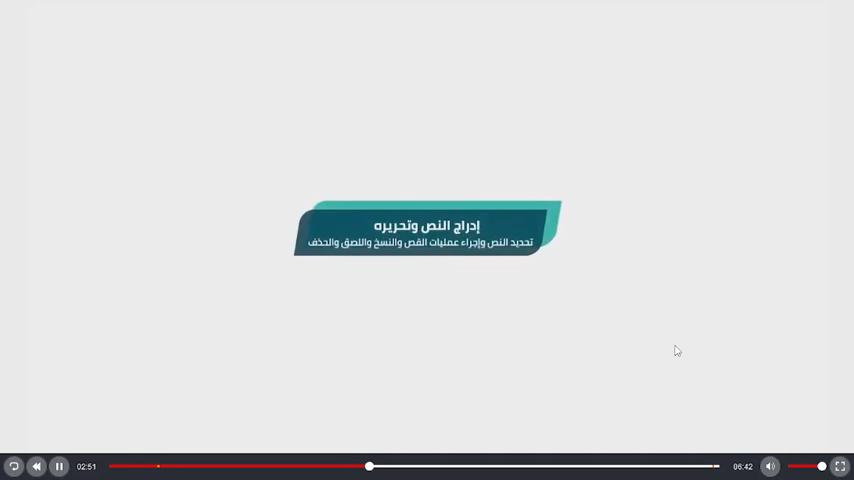 إدراج النص وتحريره
تحديد النص وإجراء عمليات القص والنسخ واللصق والحذف
02:51
06:42